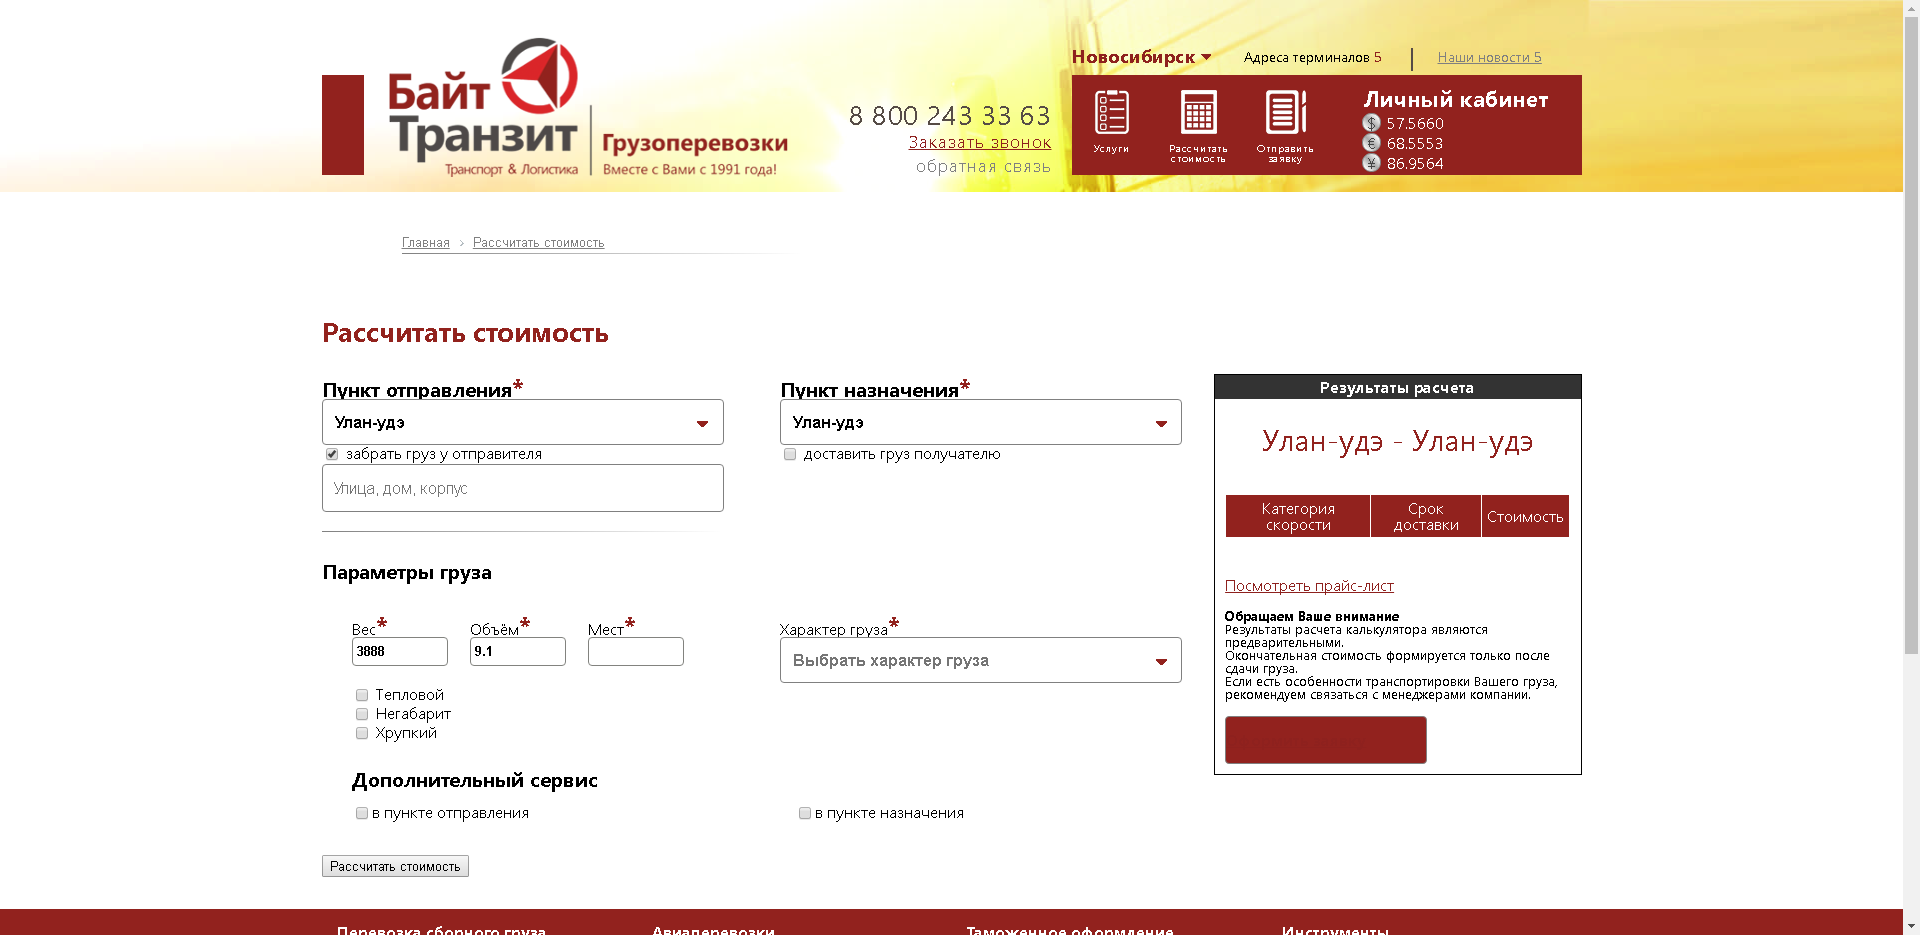 Байт
Транзит
Транспорт & Логистика
Грузоперевозки
Вместе с Вами с 1991 года!
8 800 243 33 63
Заказать звонок
обратная связь
Новосибирск
Адреса терминалов 5
Наши новости 5
Услуги
Рассчитать
стоимость
Отправить
заявку
Личный кабинет
$ 57.5660
€ 68.5553
¥ 86.9564
Главная > Рассчитать стоимость
Рассчитать стоимость
Пункт отправления*
Улан-удэ
забрать груз у отправителя
Улица, дом, корпус
Пункт назначения*
Улан-удэ
доставить груз получателю
Параметры груза
Вес*
3888
Объём*
9.1
Мест*
Характер груза*
Выбрать характер груза
Тепловой
Негабарит
Хрупкий
Дополнительный сервис
в пункте отправления
в пункте назначения
Рассчитать стоимость
Результаты расчета
Улан-удэ - Улан-удэ
Категория
скорости
Срок
доставки
Стоимость
Посмотреть прайс-лист
Обращаем Ваше внимание
Результаты расчета калькулятора являются
предварительными.
Окончательная стоимость формируется только после
сдачи груза.
Если есть особенности транспортировки Вашего груза,
рекомендуем связаться с менеджерами компании.
Перевозка сборного груза
Авиаперевозки
Таможенное оформление
Инструменты